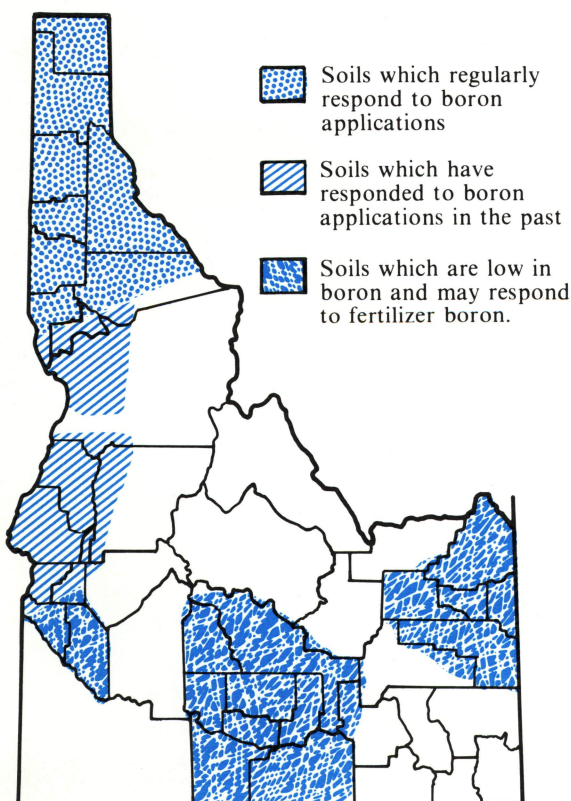 Soils which regularly
respond to boron
applications
Soils which have
responded to boron
applications in the past
Soils which are low in
boron and may respond
to fertilizer boron.